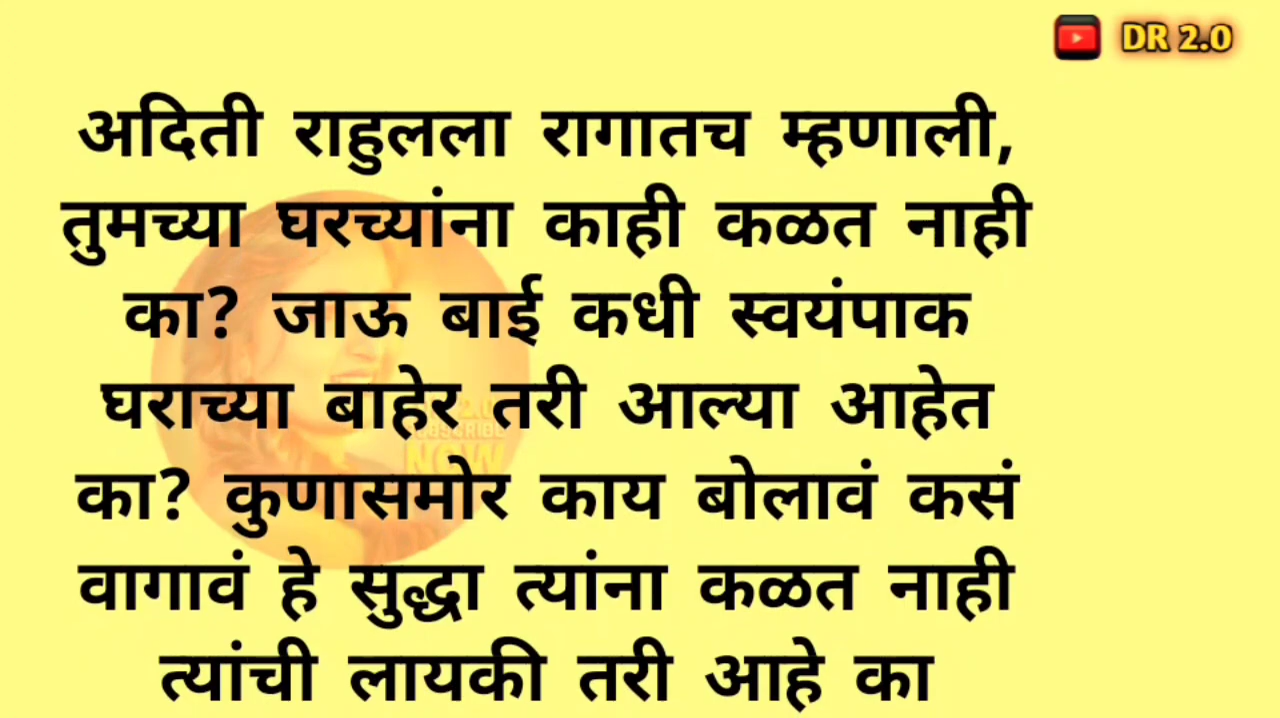 DR 2.0
अदिती राहुलला रागातच म्हणाली,
तुमच्या घरच्यांना काही कळत नाही
का? जाऊ बाई कधी स्वयंपाक
घराच्या बाहेर तरी आल्या आहेत
का? कुणासमोर काय बोलावं कसं
वागावं हे सुद्धा त्यांना कळत नाही
त्यांची लायकी तरी आहे का